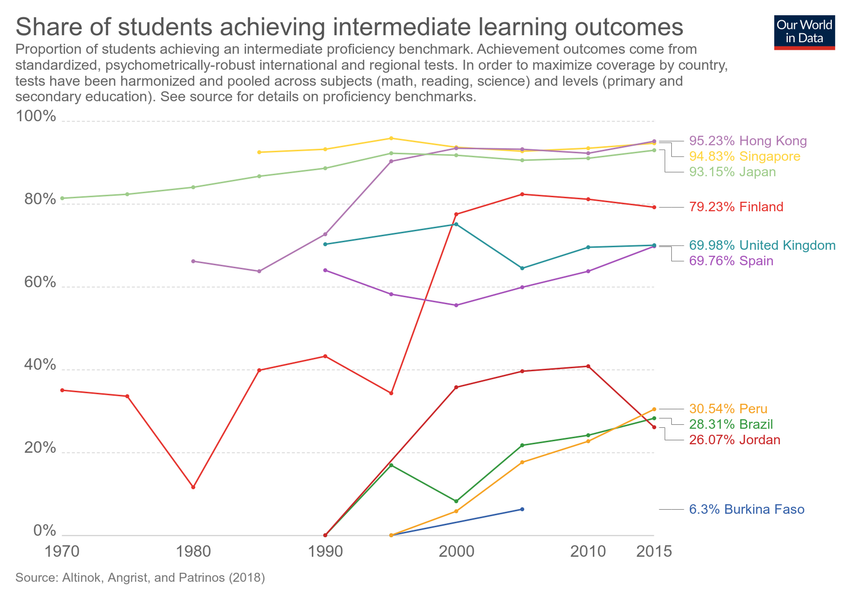 Share of students achieving intermediate learning outcomes
Our World
in Data
Proportion of students achieving an intermediate proficiency benchmark. Achievement outcomes come from
standardized, psychometrically-robust international and regional tests. In order to maximize coverage by country,
tests have been harmonized and pooled across subjects (math, reading, science) and levels (primary and
secondary education). See source for details on proficiency benchmarks.
100%
95.23% Hong Kong
94.83% Singapore
93.15% Japan
80%
79.23% Finland
69.98% United Kingdom
69.76% Spain
60%
40%
30.54% Peru
28.31% Brazil
26.07% Jordan
20%
6.3% Burkina Faso
0%
1970 1980 1990 2000 2010 2015
Source: Altinok, Angrist, and Patrinos (2018)